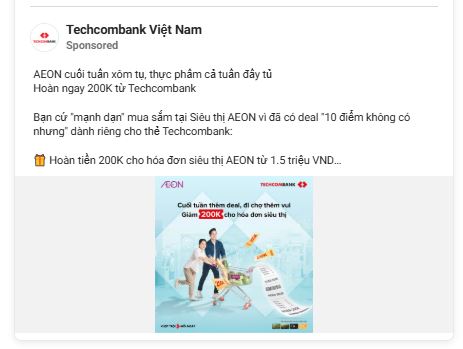 Techcombank Việt Nam
Sponsored
TECHCOMBANK
AEON cuối tuần xôm tụ, thực phẩm cả tuần đầy tủ
Hoàn ngay 200K từ Techcombank
Bạn cứ "mạnh dạn" mua sắm tại Siêu thị AEON vì đã có deal "10 điểm không có
nhưng" dành riêng cho thẻ Techcombank:
Hoàn tiền 200K cho hóa đơn siêu thị AEON từ 1.5 triệu VND...
ÆON
TECHCOMBANK
Cuối tuần thêm deal, đi chợ thêm vui
Giảm 200K cho hóa đơn siêu thị